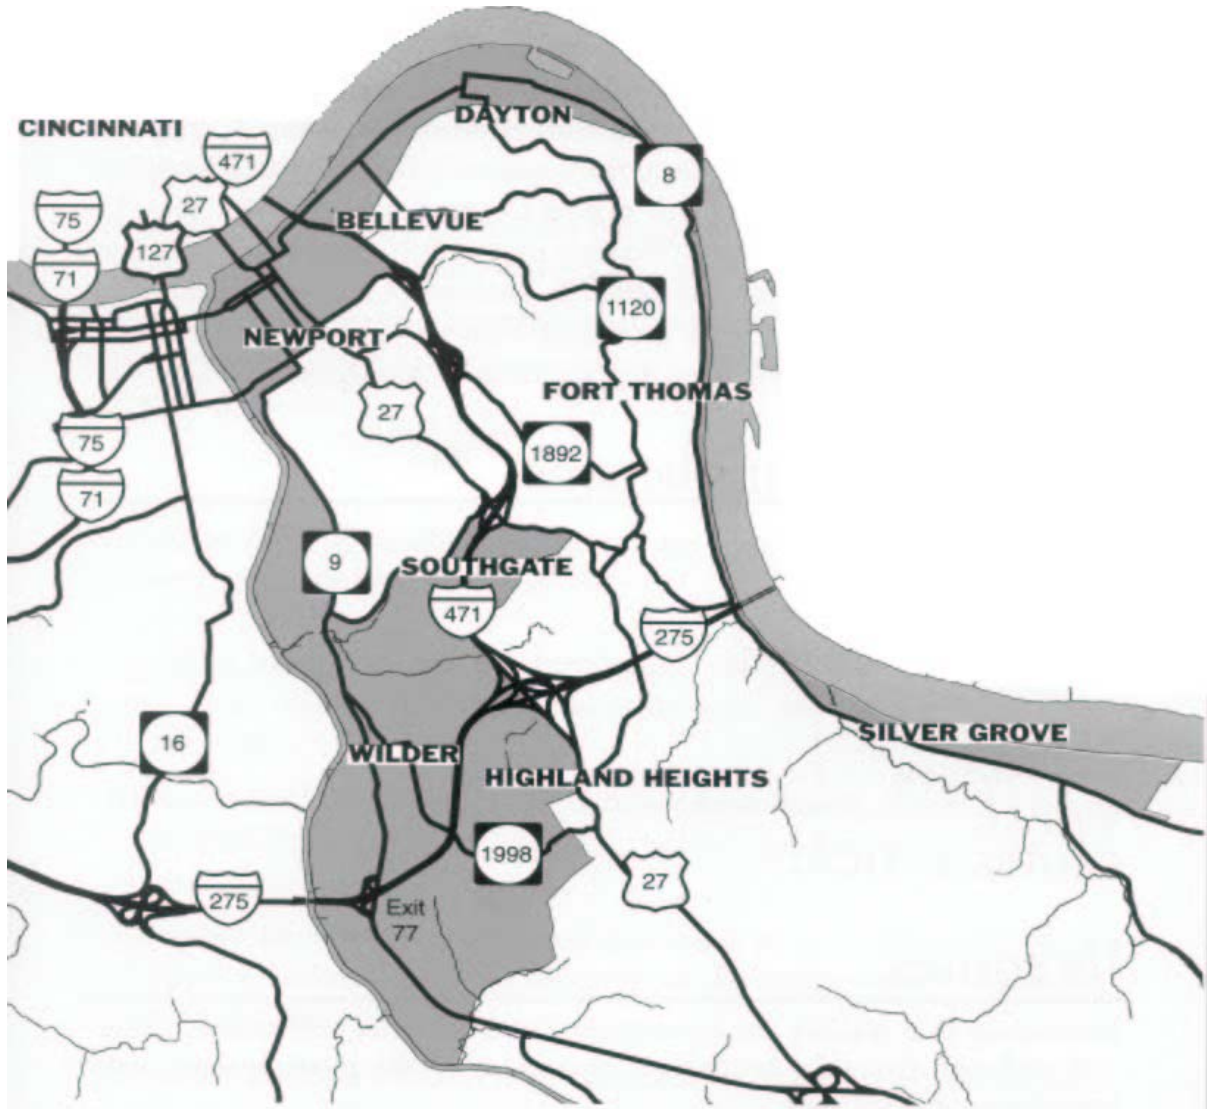 CINCINNATI
DAYTON
471
8
27
75
BELLEVUE
127
71
1120
NEWPORT
FORT THOMAS
27
75
1892
71
9
SOUTHGATE
471
275
16
SILVER GROVE
WILDER
HIGHLAND HEIGHTS
1998
27
275
Exit
77